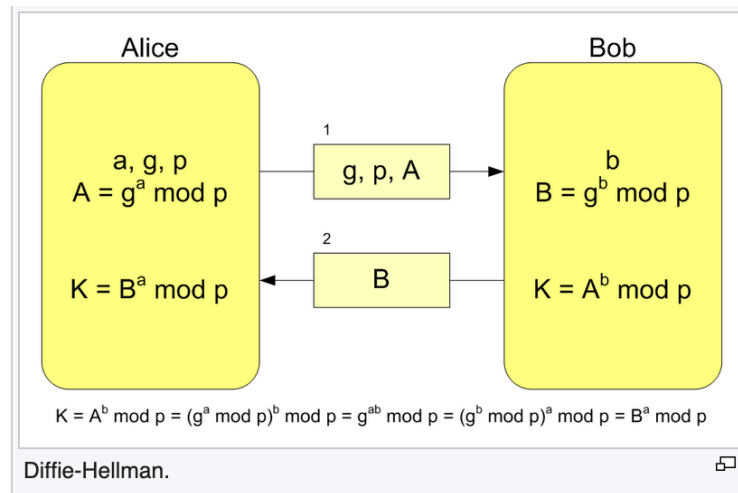 Alice
Bob
a, g, p
A = gᵃ mod p
K = Bᵃ mod p
1
g, p, A
2
B
b
B = gᵇ mod p
K = Aᵇ mod p
K = Aᵇ mod p = (gᵃ mod p)ᵇ mod p = gᵃᵇ mod p = (gᵇ mod p)ᵃ mod p = Bᵃ mod p
Diffie-Hellman.